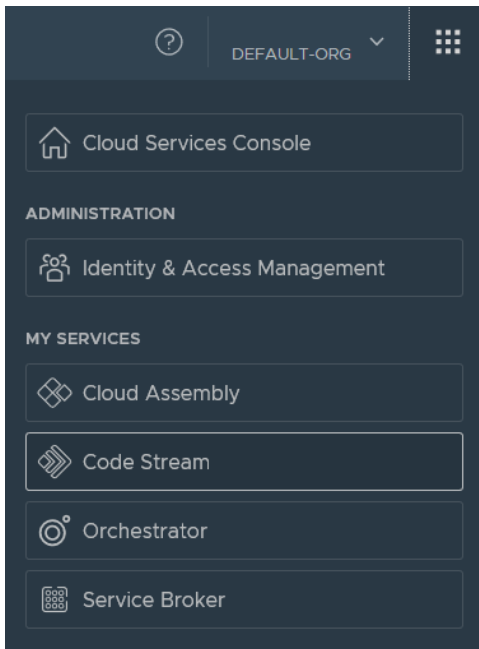 DEFAULT-ORG
Cloud Services Console
ADMINISTRATION
Identity & Access Management
MY SERVICES
Cloud Assembly
Code Stream
Orchestrator
Service Broker